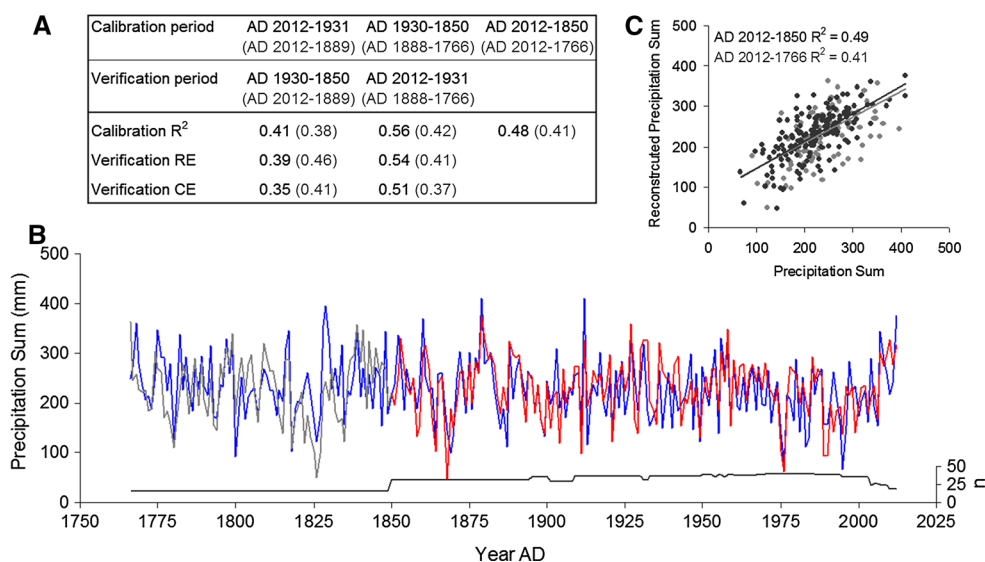 A
Calibration period AD 2012-1931 AD 1930-1850 AD 2012-1850
(AD 2012-1889) (AD 1888-1766) (AD 2012-1766)
Verification period AD 1930-1850 AD 2012-1931
(AD 2012-1889) (AD 1888-1766)
Calibration R² 0.41 (0.38) 0.56 (0.42) 0.48 (0.41)
Verification RE 0.39 (0.46) 0.54 (0.41)
Verification CE 0.35 (0.41) 0.51 (0.37)
C
AD 2012-1850 R² = 0.49
AD 2012-1766 R² = 0.41
Reconstrcuted Precipitation Sum
500
400
300
200
100
0
0 100 200 300 400 500
Precipitation Sum
B
Precipitation Sum (mm)
500
400
300
200
100
0
50
25
0
n
1750 1775 1800 1825 1850 1875 1900 1925 1950 1975 2000 2025
Year AD